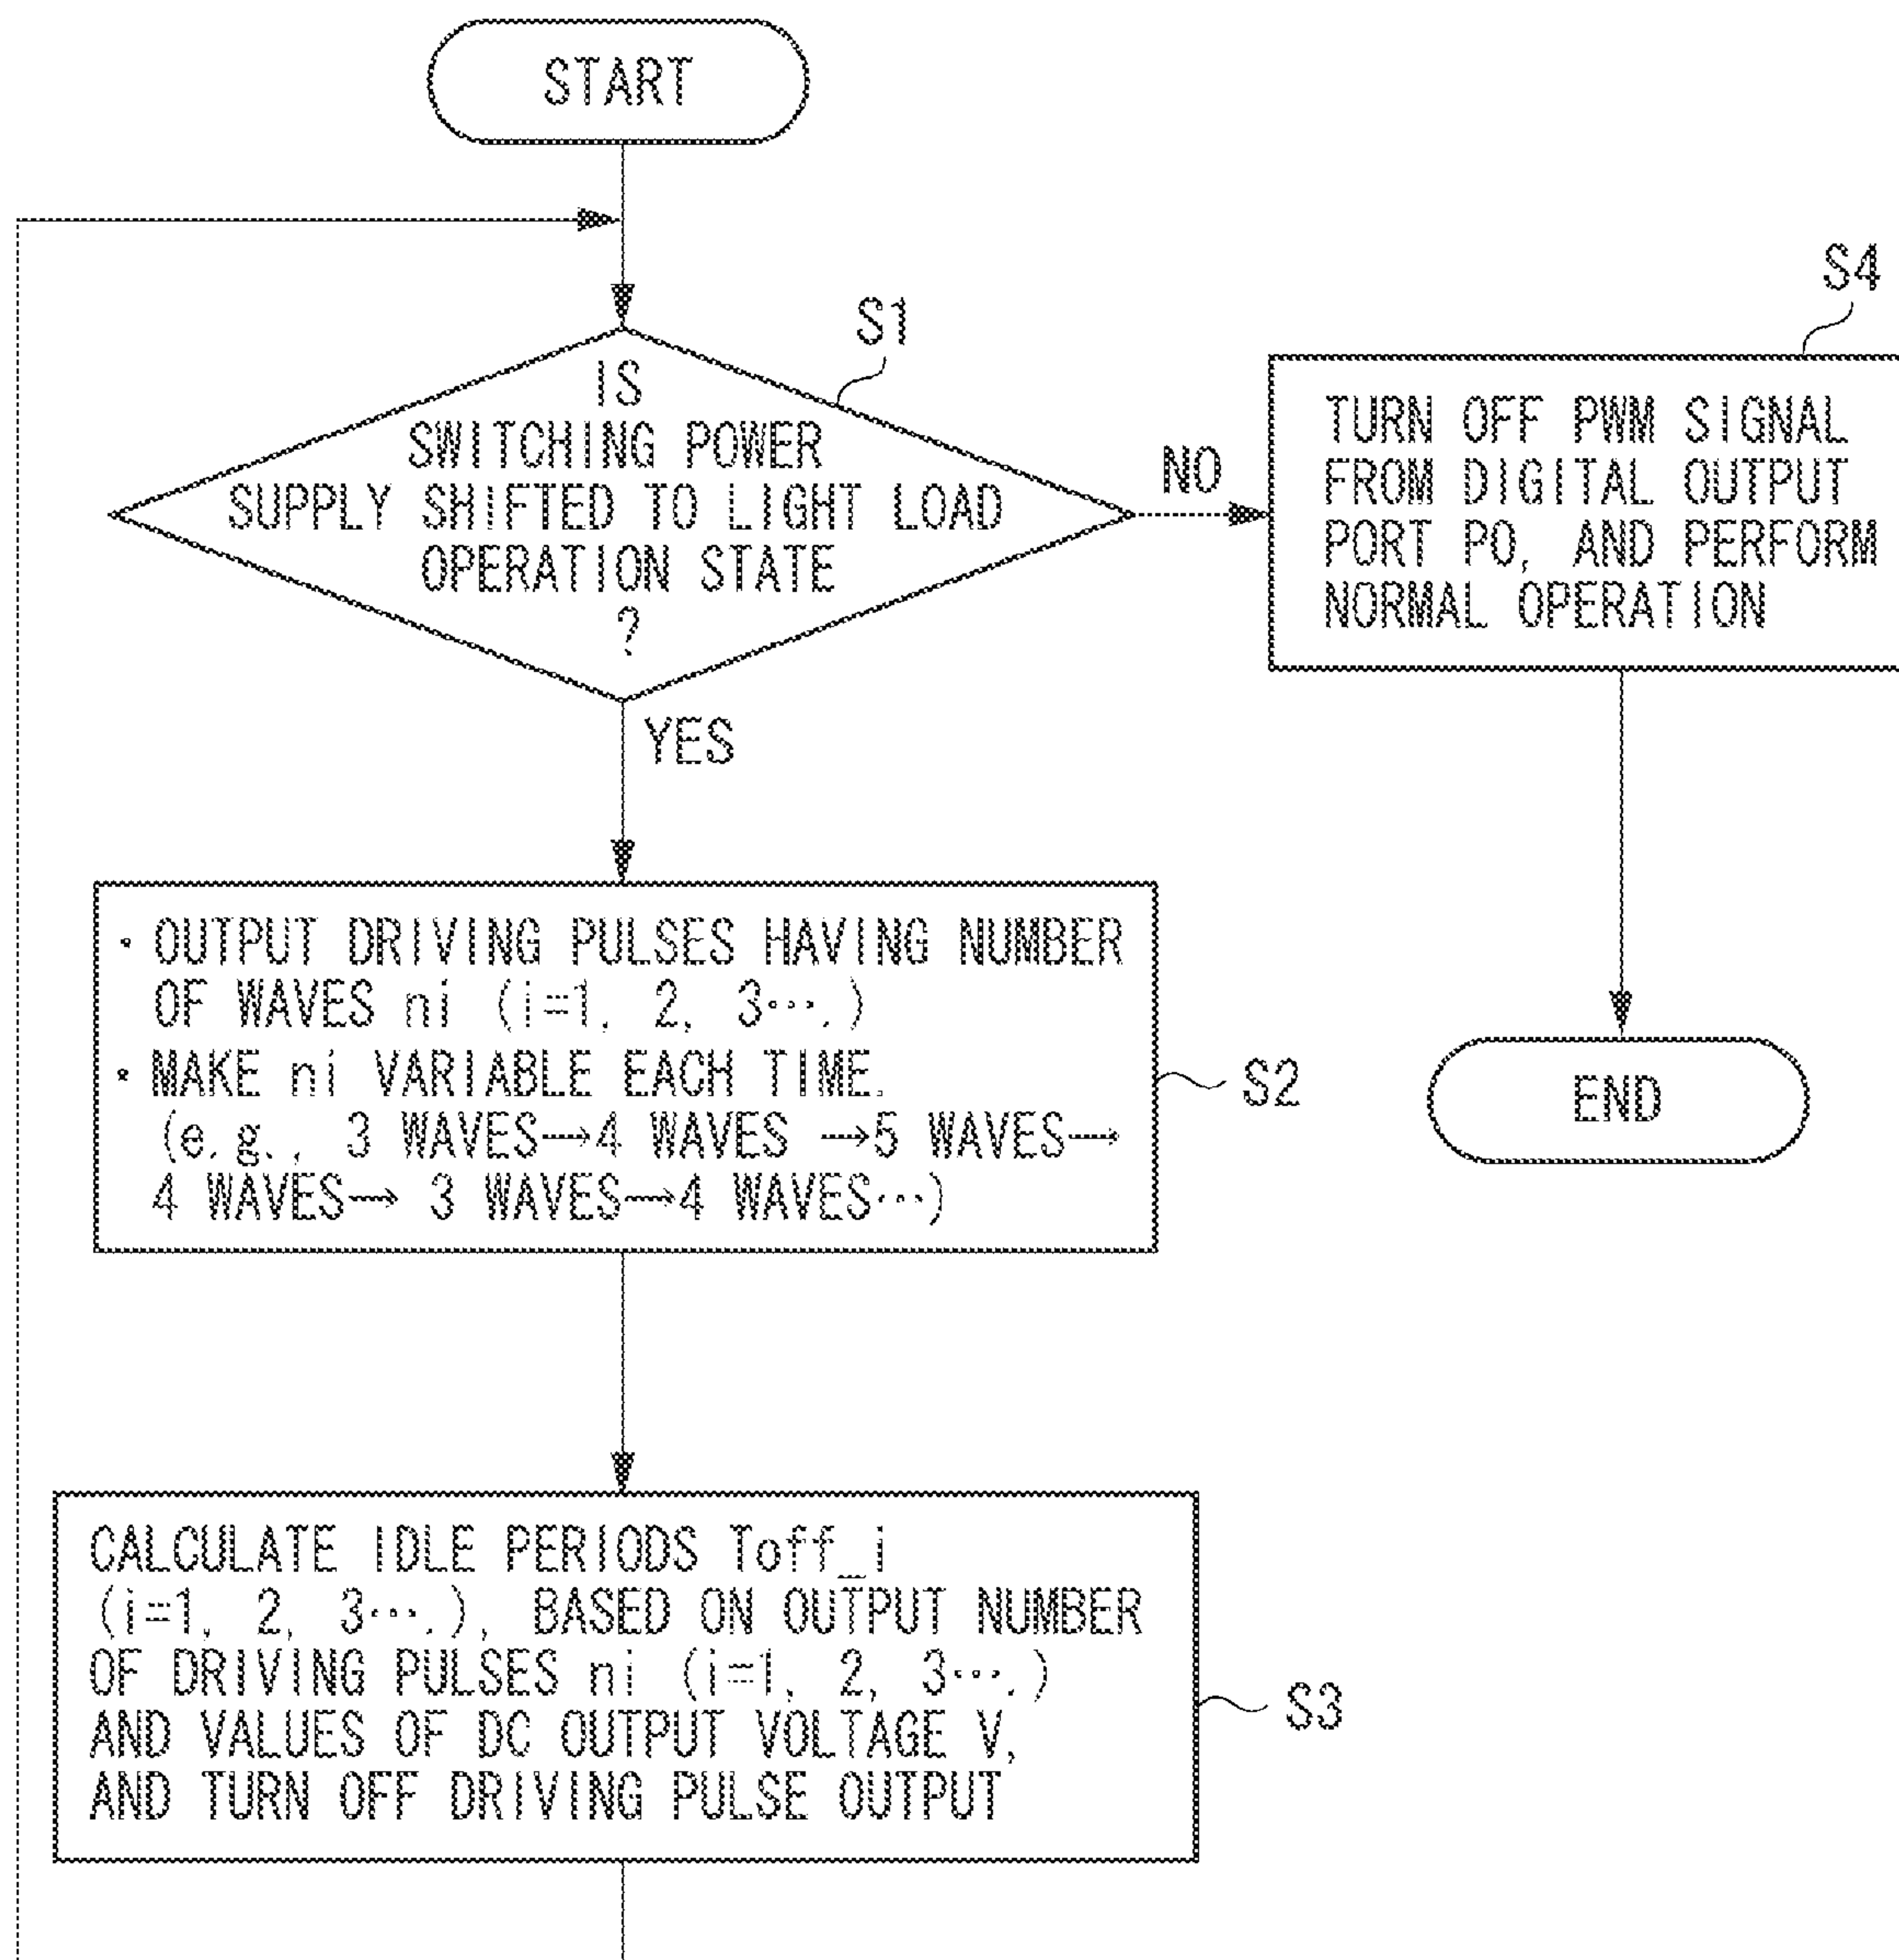 START
S1
IS
SWITCHING POWER
SUPPLY SHIFTED TO LIGHT LOAD
OPERATION STATE
?
NO
YES
S4
TURN OFF PWM SIGNAL
FROM DIGITAL OUTPUT
PORT PO, AND PERFORM
NORMAL OPERATION
END
・OUTPUT DRIVING PULSES HAVING NUMBER
OF WAVES ni (i=1, 2, 3···.)
・MAKE ni VARIABLE EACH TIME.
(e.g., 3 WAVES→4 WAVES →5 WAVES→
4 WAVES→ 3 WAVES→4 WAVES···)
S2
CALCULATE IDLE PERIODS Toff_i
(i=1, 2, 3···.), BASED ON OUTPUT NUMBER
OF DRIVING PULSES ni (i=1, 2, 3···.)
AND VALUES OF DC OUTPUT VOLTAGE V,
AND TURN OFF DRIVING PULSE OUTPUT
S3